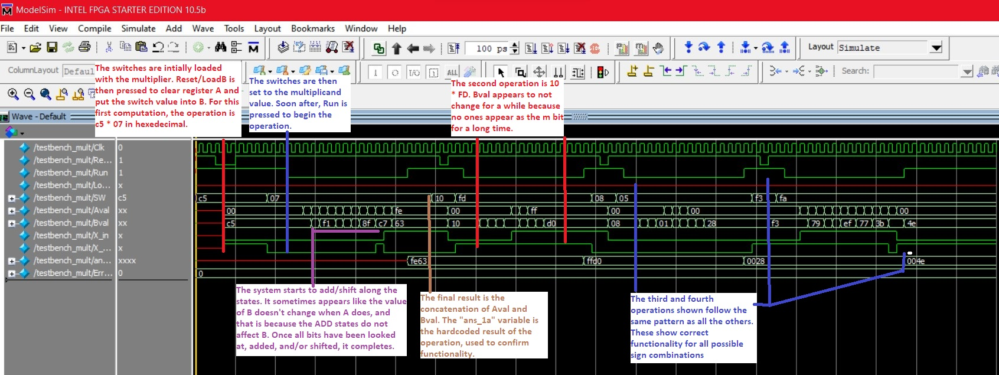 ModelSim - INTEL FPGA STARTER EDITION 10.5b
File Edit View Compile Simulate Add Wave Tools Layout Bookmarks Window Help
100 ps
Layout Simulate
ColumnLayout Defaul
Search:
The switches are intially loaded
with the multiplier. Reset/LoadB is
then pressed to clear register A and
put the switch value into B. For this
first computation, the operation is
c5 * 07 in hexedecimal.
The switches are then
set to the multiplicand
value. Soon after, Run is
pressed to begin the
operation.
The second operation is 10
* FD. Bval appears to not
change for a while because
no ones appear as the m bit
for a long time.
Wave - Default
/testbench_mult/Clk 0
/testbench_mult/Re... 1
/testbench_mult/Run 1
/testbench_mult/Lo... x
/testbench_mult/SW c5 c5 07 10 fd 08 05 f3 fa
/testbench_mult/Aval xx 00 fe 00 ff 00 00 00
/testbench_mult/Bval xx c5 f1 8f c7 63 10 d0 08 01 28 f3 79 ef 77 3b 4e
/testbench_mult/X_in x
/testbench_mult/X_... x
/testbench_mult/an... xxxx fe63 ffd0 0028 004e
/testbench_mult/Err... 0 0
The system starts to add/shift along the
states. It sometimes appears like the value
of B doesn't change when A does, and
that is because the ADD states do not
affect B. Once all bits have been looked
at, added, and/or shifted, it completes.
The final result is the
concatenation of Aval and
Bval. The "ans_1a" variable is
the hardcoded result of the
operation, used to confirm
functionality.
The third and fourth
operations shown follow the
same pattern as all the others.
These show correct
functionality for all possible
sign combinations